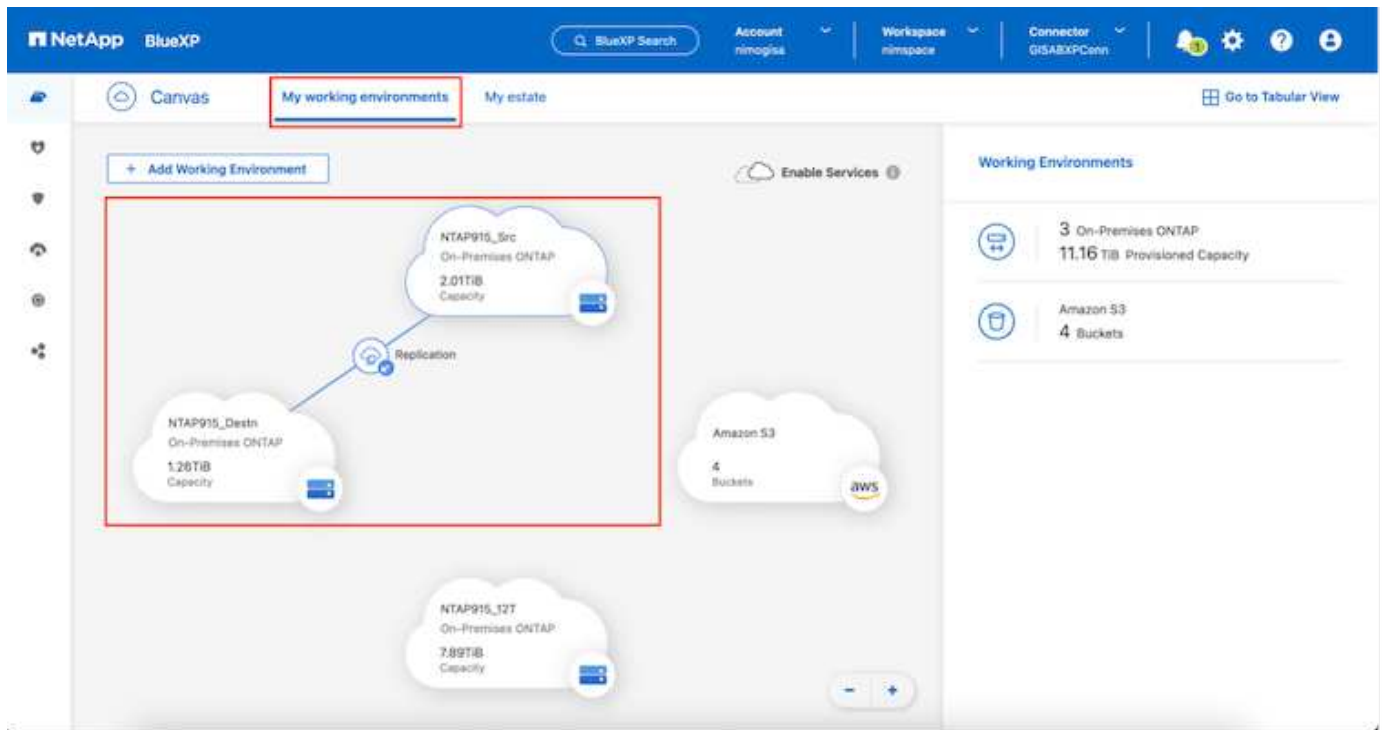 NetApp BlueXP
BlueXP Search
Account
nimogisa
Workspace
nimspace
Connector
GISABXPConn
1
Canvas
My working environments
My estate
Go to Tabular View
+ Add Working Environment
Enable Services
Working Environments
NTAP915_Src
On-Premises ONTAP
2.01TiB
Capacity
3 On-Premises ONTAP
11.16 TiB Provisioned Capacity
Amazon S3
4 Buckets
Replication
NTAP915_Destn
On-Premises ONTAP
1.26TiB
Capacity
Amazon S3
4
Buckets
aws
NTAP915_12T
On-Premises ONTAP
7.89TiB
Capacity
- +